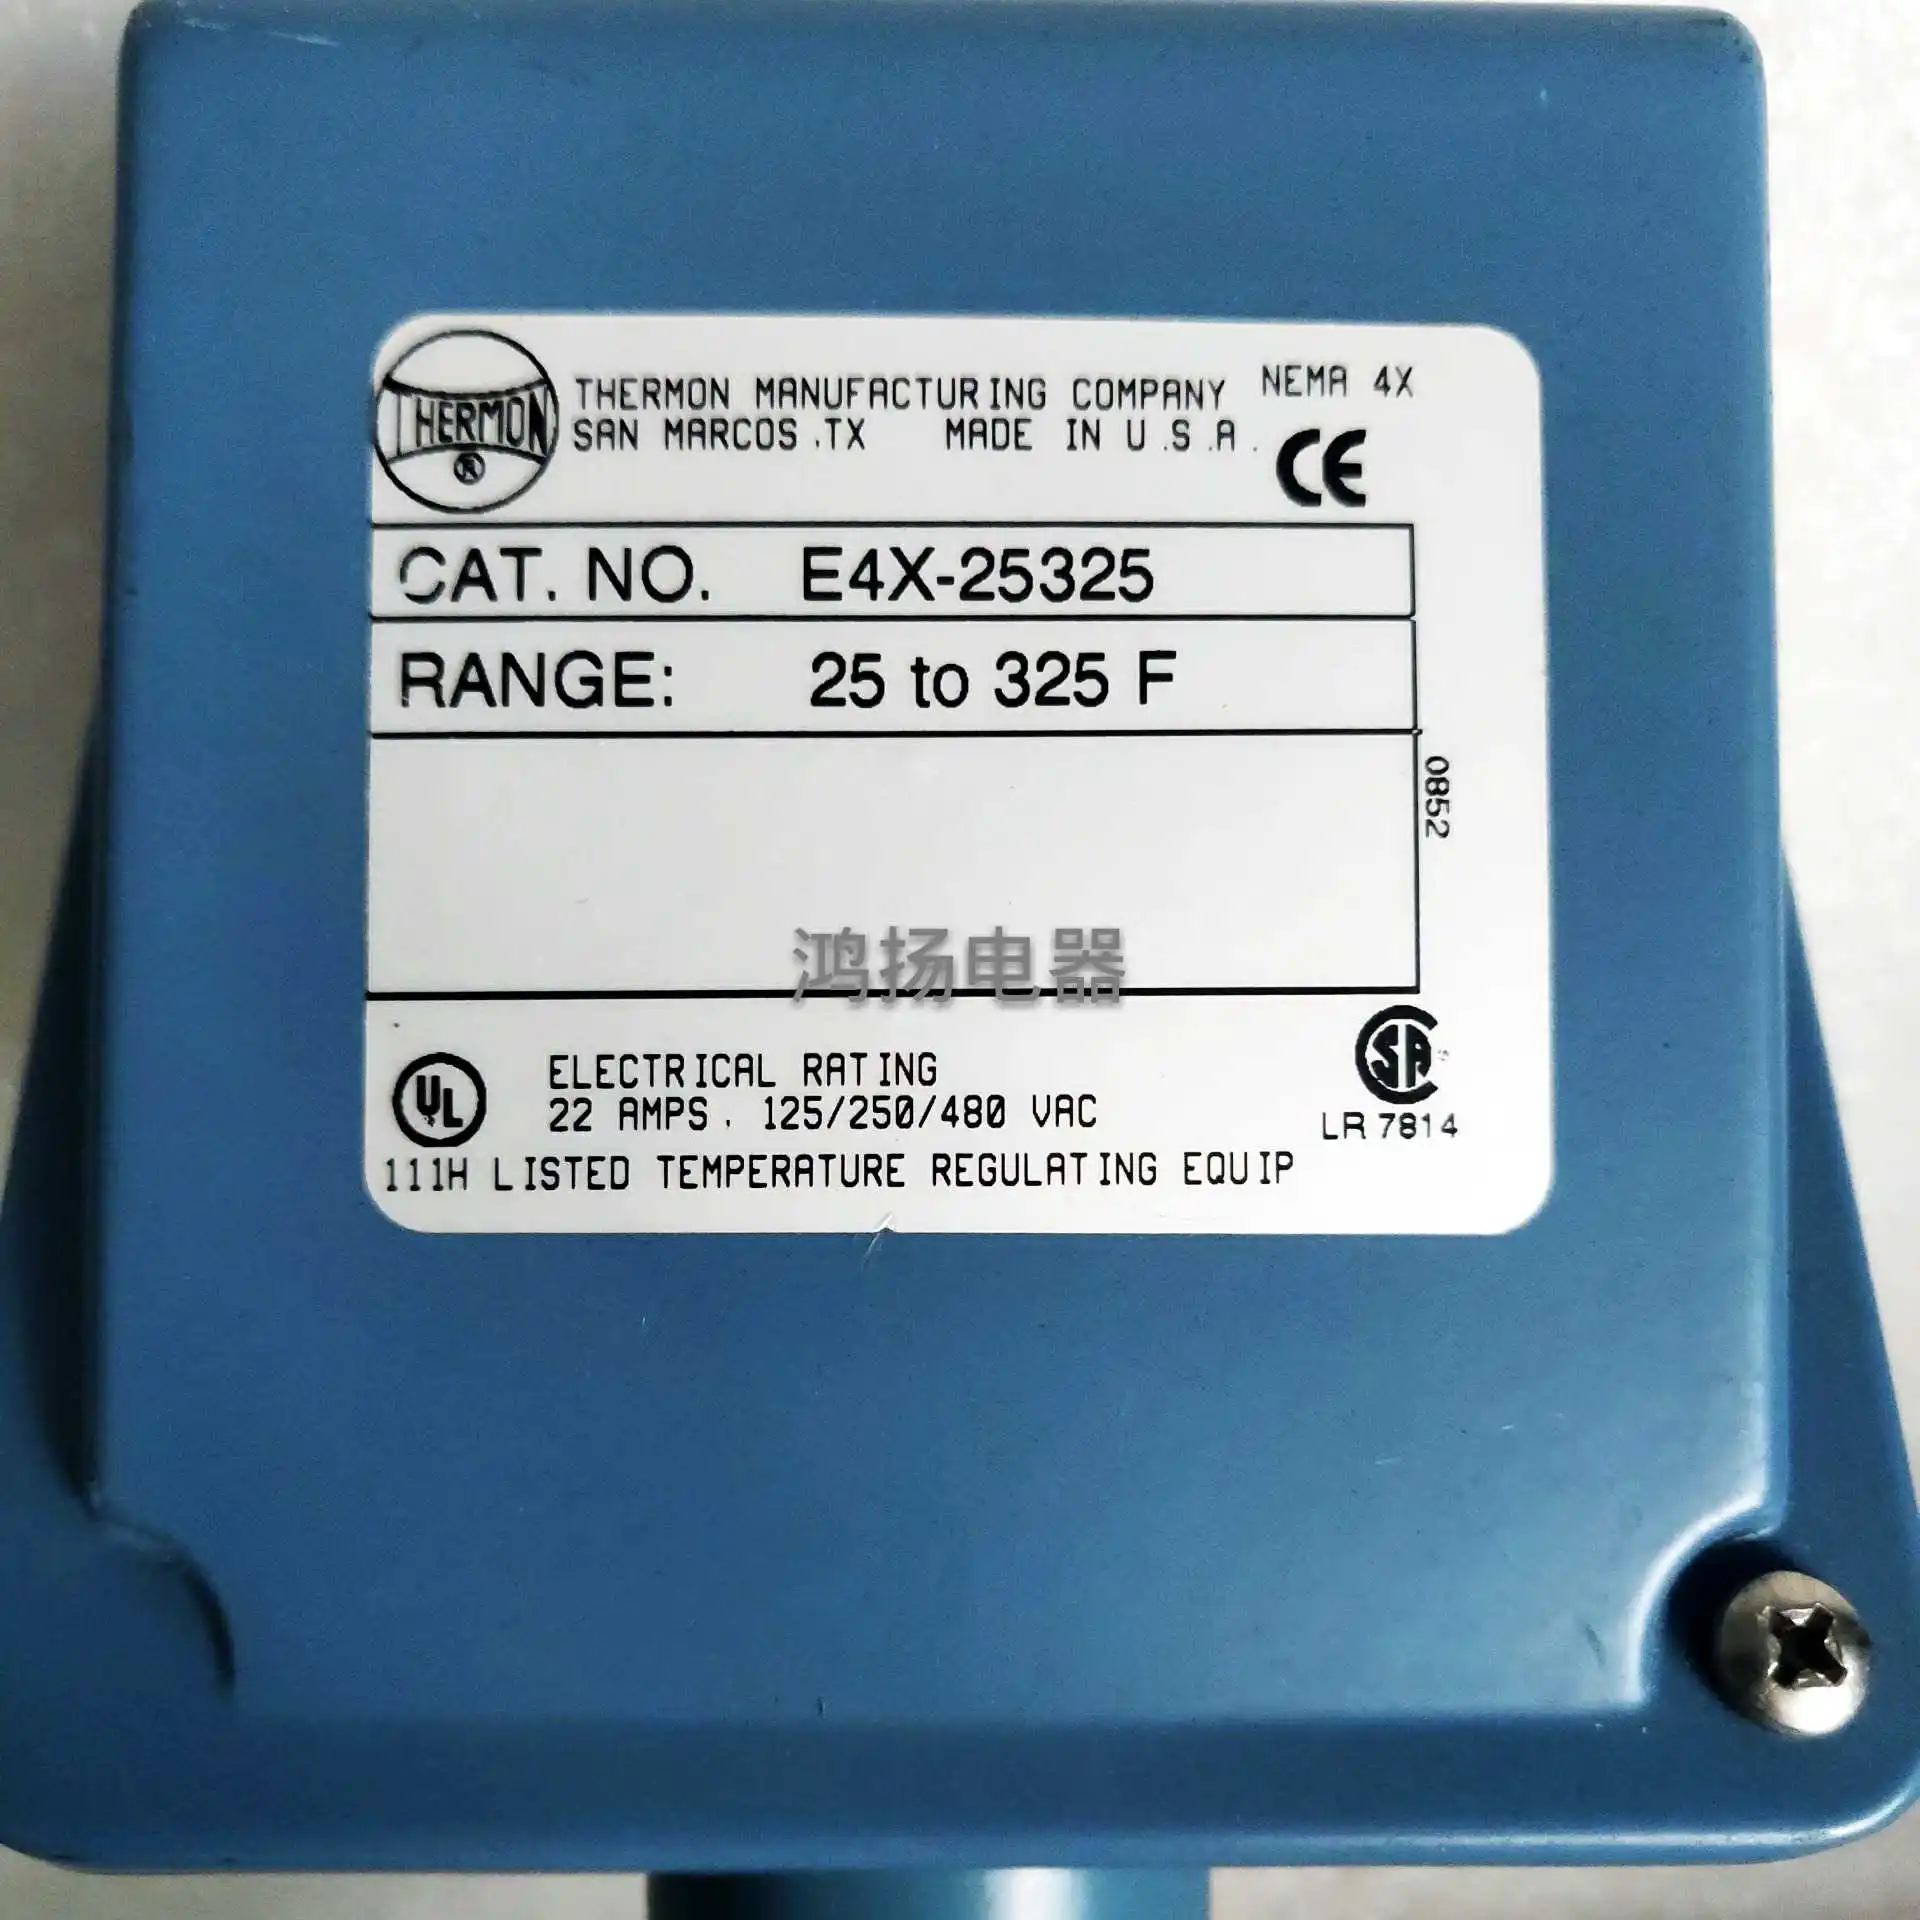 THERMON
®
THERMON MANUFACTURING COMPANY NEMA 4X
SAN MARCOS, TX MADE IN U.S.A.
CE
CAT. NO. E4X-25325
RANGE: 25 to 325 F
0852
鸿扬电器
UL
ELECTRICAL RATING
22 AMPS, 125/250/480 VAC
SA
LR 7814
111H LISTED TEMPERATURE REGULATING EQUIP